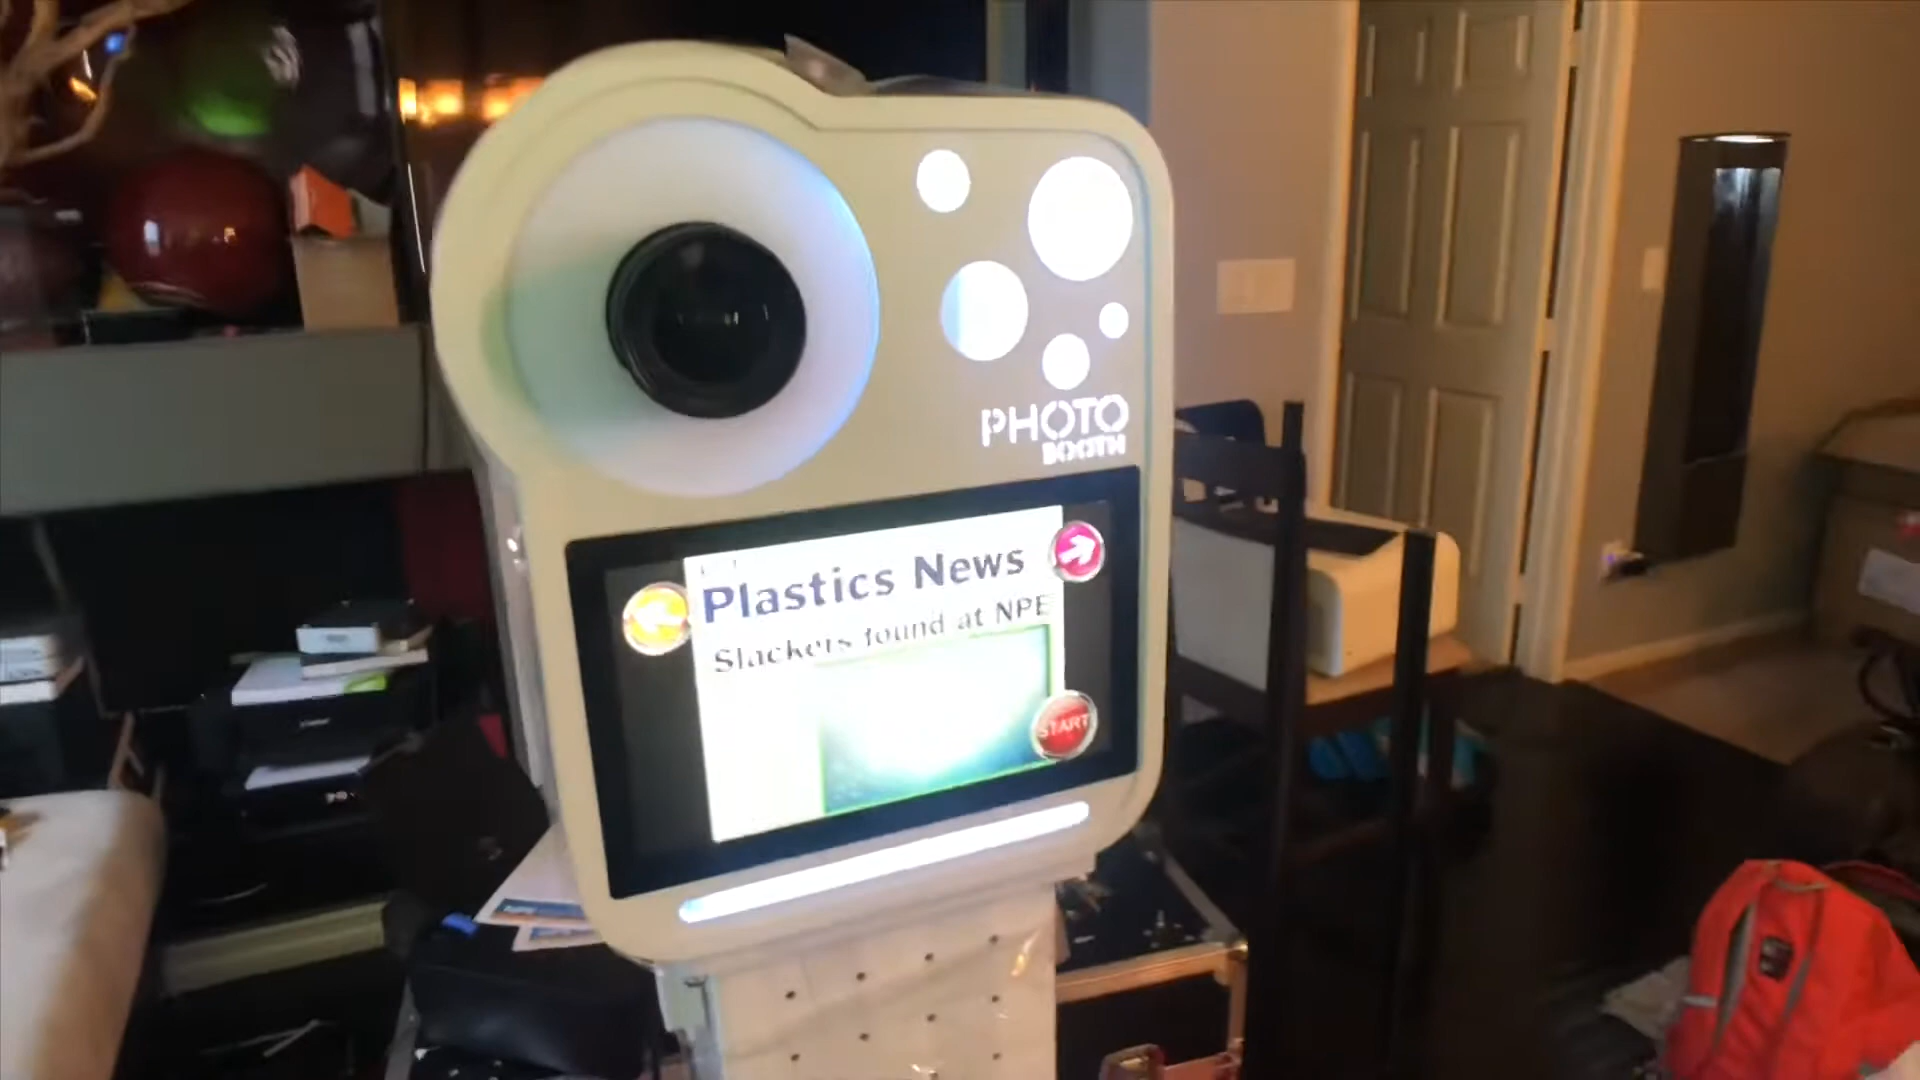 PHOTO
BOOTH
Plastics News
Slackers found at NPE
START